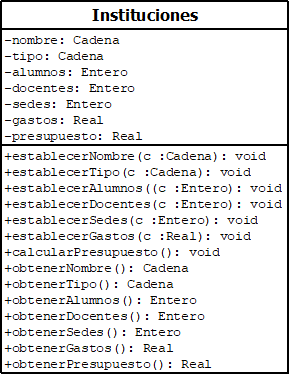 Instituciones
-nombre: Cadena
-tipo: Cadena
-alumnos: Entero
-docentes: Entero
-sedes: Entero
-gastos: Real
-presupuesto: Real
+establecerNombre(c :Cadena): void
+establecerTipo(c :Cadena): void
+establecerAlumnos((c :Entero): void
+establecerDocentes(c :Entero): void
+establecerSedes(c :Entero): void
+establecerGastos(c :Real): void
+calcularPresupuesto(): void
+obtenerNombre(): Cadena
+obtenerTipo(): Cadena
+obtenerAlumnos(): Entero
+obtenerDocentes(): Entero
+obtenerSedes(): Entero
+obtenerGastos(): Real
+obtenerPresupuesto(): Real